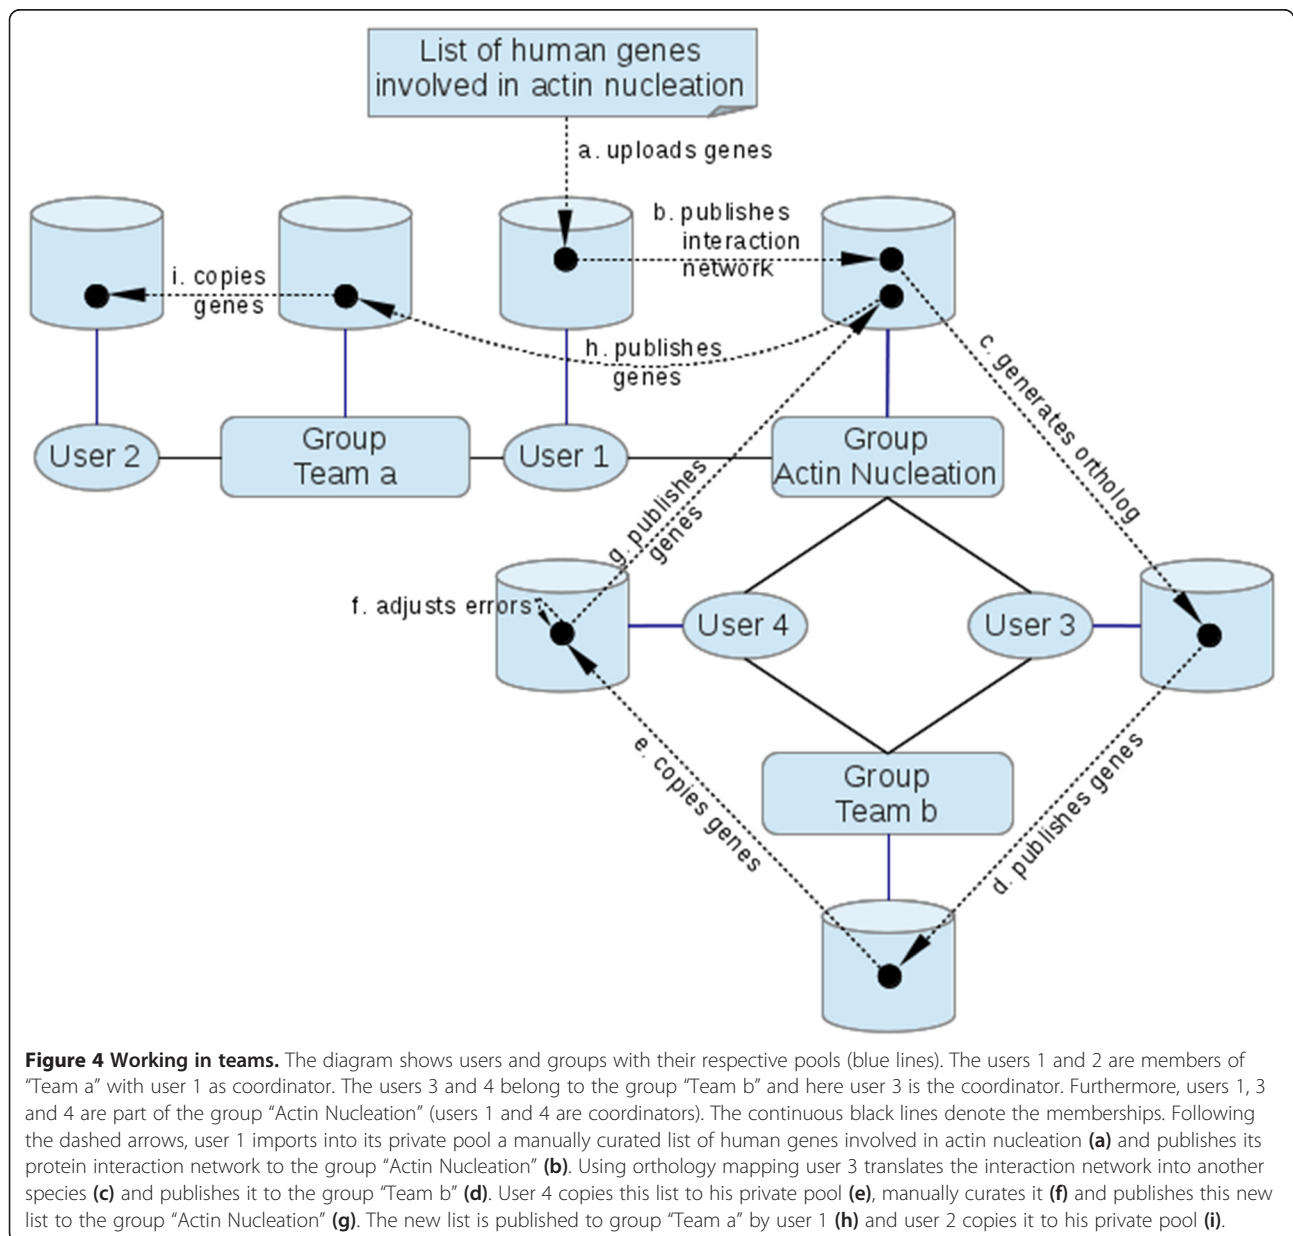 List of human genes
involved in actin nucleation
a. uploads genes
b. publishes
interaction
network
i. copies
genes
h. publishes
genes
c. generates ortholog
User 2
Group
Team a
User 1
Group
Actin Nucleation
g. publishes
genes
f. adjusts errors
User 4
User 3
e. copies genes
Group
Team b
d. publishes genes
Figure 4 Working in teams. The diagram shows users and groups with their respective pools (blue lines). The users 1 and 2 are members of
“Team a” with user 1 as coordinator. The users 3 and 4 belong to the group “Team b” and here user 3 is the coordinator. Furthermore, users 1, 3
and 4 are part of the group “Actin Nucleation” (users 1 and 4 are coordinators). The continuous black lines denote the memberships. Following
the dashed arrows, user 1 imports into its private pool a manually curated list of human genes involved in actin nucleation (a) and publishes its
protein interaction network to the group “Actin Nucleation” (b). Using orthology mapping user 3 translates the interaction network into another
species (c) and publishes it to the group “Team b” (d). User 4 copies this list to his private pool (e), manually curates it (f) and publishes this new
list to the group “Actin Nucleation” (g). The new list is published to group “Team a” by user 1 (h) and user 2 copies it to his private pool (i).